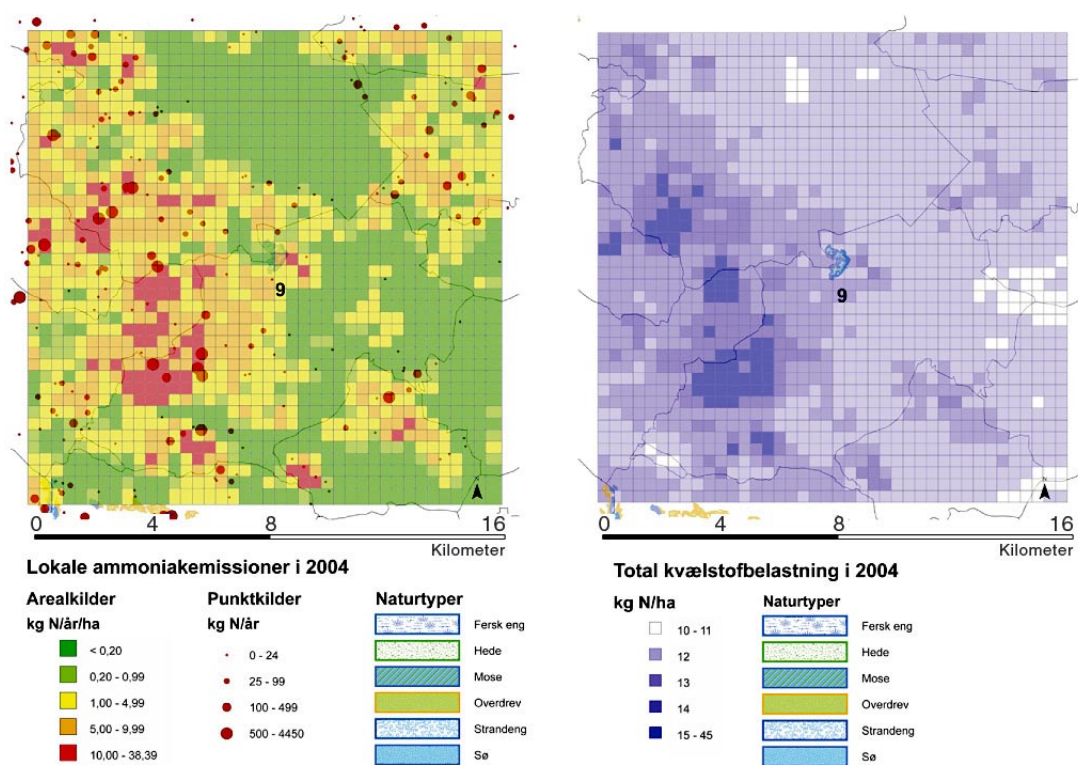 9
9
0 4 8 16
Kilometer
0 4 8 16
Kilometer
Lokale ammoniakemissioner i 2004
Arealkilder
kg N/år/ha
< 0,20
0,20 - 0,99
1,00 - 4,99
5,00 - 9,99
10,00 - 38,39
Punktkilder
kg N/år
0 - 24
25 - 99
100 - 499
500 - 4450
Naturtyper
Fersk eng
Hede
Mose
Overdrev
Strandeng
Sø
Total kvælstofbelastning i 2004
kg N/ha
10 - 11
12
13
14
15 - 45
Naturtyper
Fersk eng
Hede
Mose
Overdrev
Strandeng
Sø